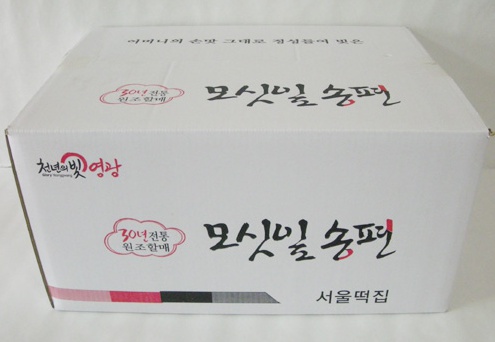 어머니의 손맛 그대로 정성들여 빚은
30년 전통
원조할매
모싯잎 송편
천년의 빛 영광
Glory Yeonggwang
30년 전통
원조할매
모싯잎 송편
서울떡집